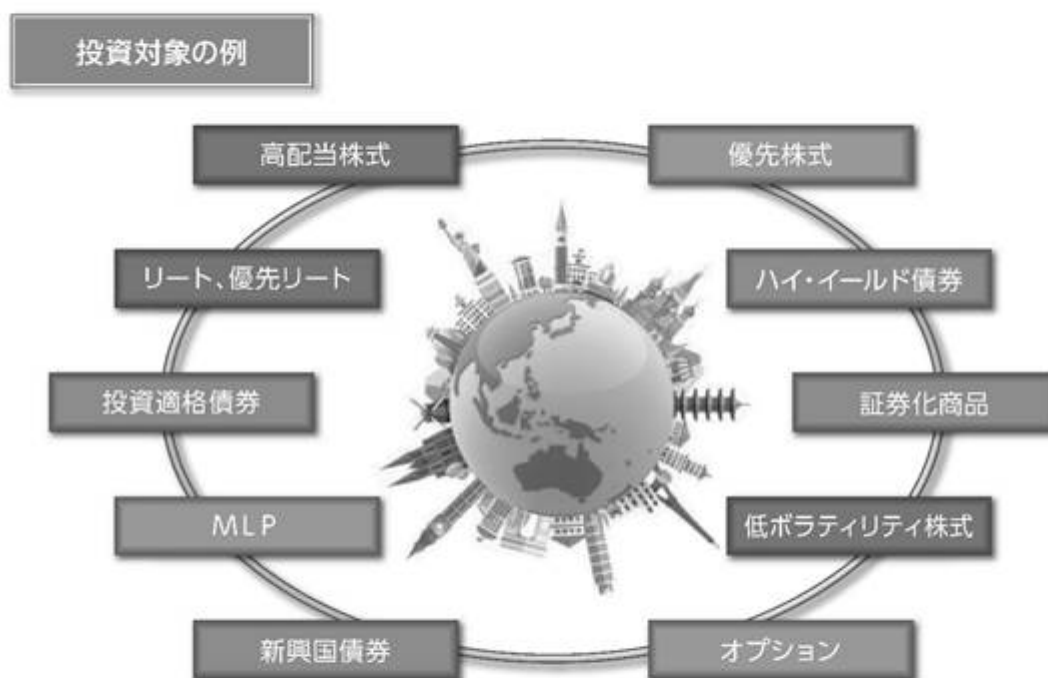 投資対象の例
高配当株式
優先株式
リート、優先リート
ハイ・イールド債券
投資適格債券
証券化商品
MLP
低ボラティリティ株式
新興国債券
オプション